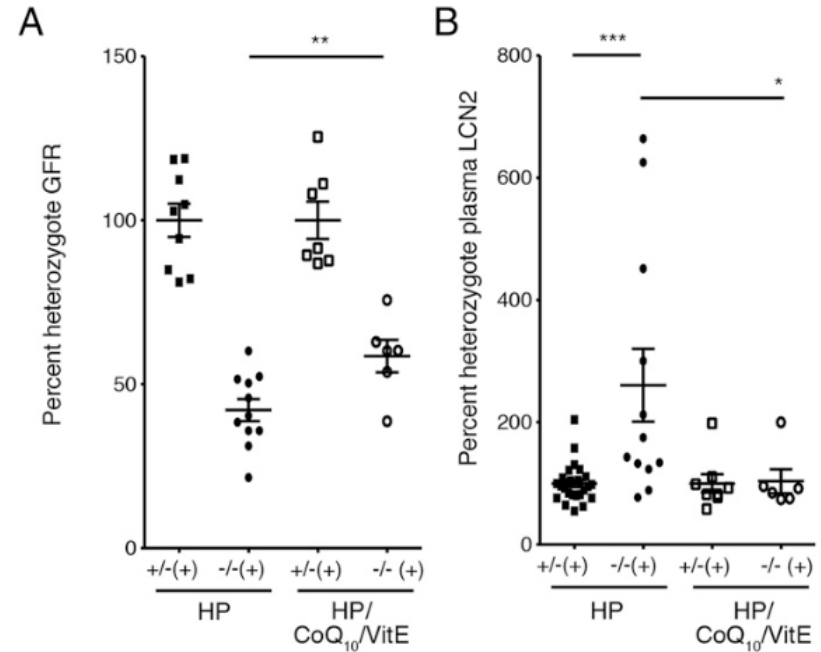 A
Percent heterozygote GFR
150
100
50
0
**
+/-(+)
-/-(+)
+/-(+)
-/- (+)
HP
HP/
CoQ10/VitE
B
Percent heterozygote plasma LCN2
800
600
400
200
0
***
*
+/-(+)
-/-(+)
+/-(+)
-/- (+)
HP
HP/
CoQ10/VitE